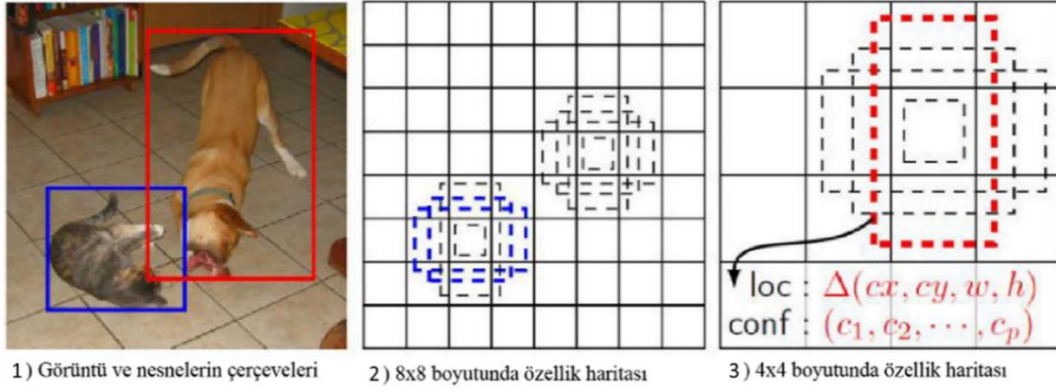 loc : Δ(cx, cy, w, h)
conf : (c₁, c₂, ⋯, cₚ)
1) Görüntü ve nesnelerin çerçeveleri
2) 8x8 boyutunda özellik haritası
3) 4x4 boyutunda özellik haritası